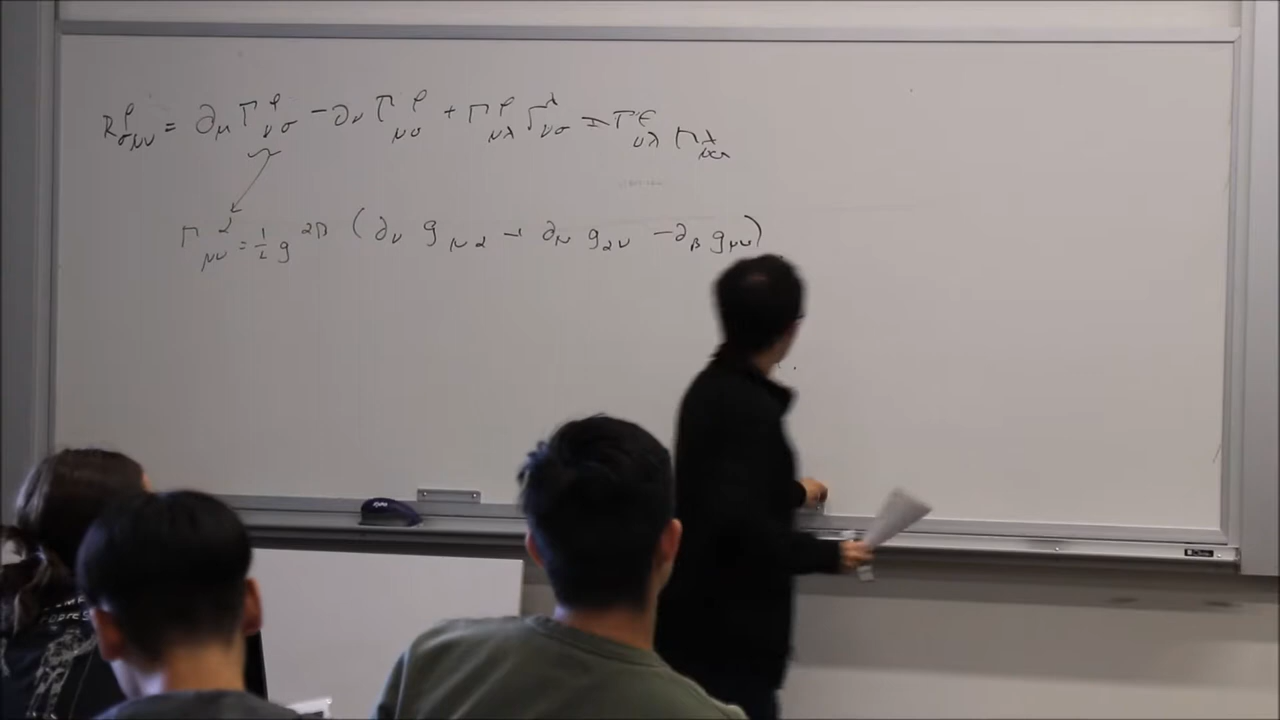 R^ρ_σμν = ∂_μ Γ^ρ_νσ - ∂_ν Γ^ρ_μσ + Γ^ρ_μλ Γ^λ_νσ - Γ^ρ_νλ Γ^λ_μσ
Γ^α_μν = 1/2 g^αβ ( ∂_ν g_μα + ∂_μ g_αν - ∂_β g_μν )